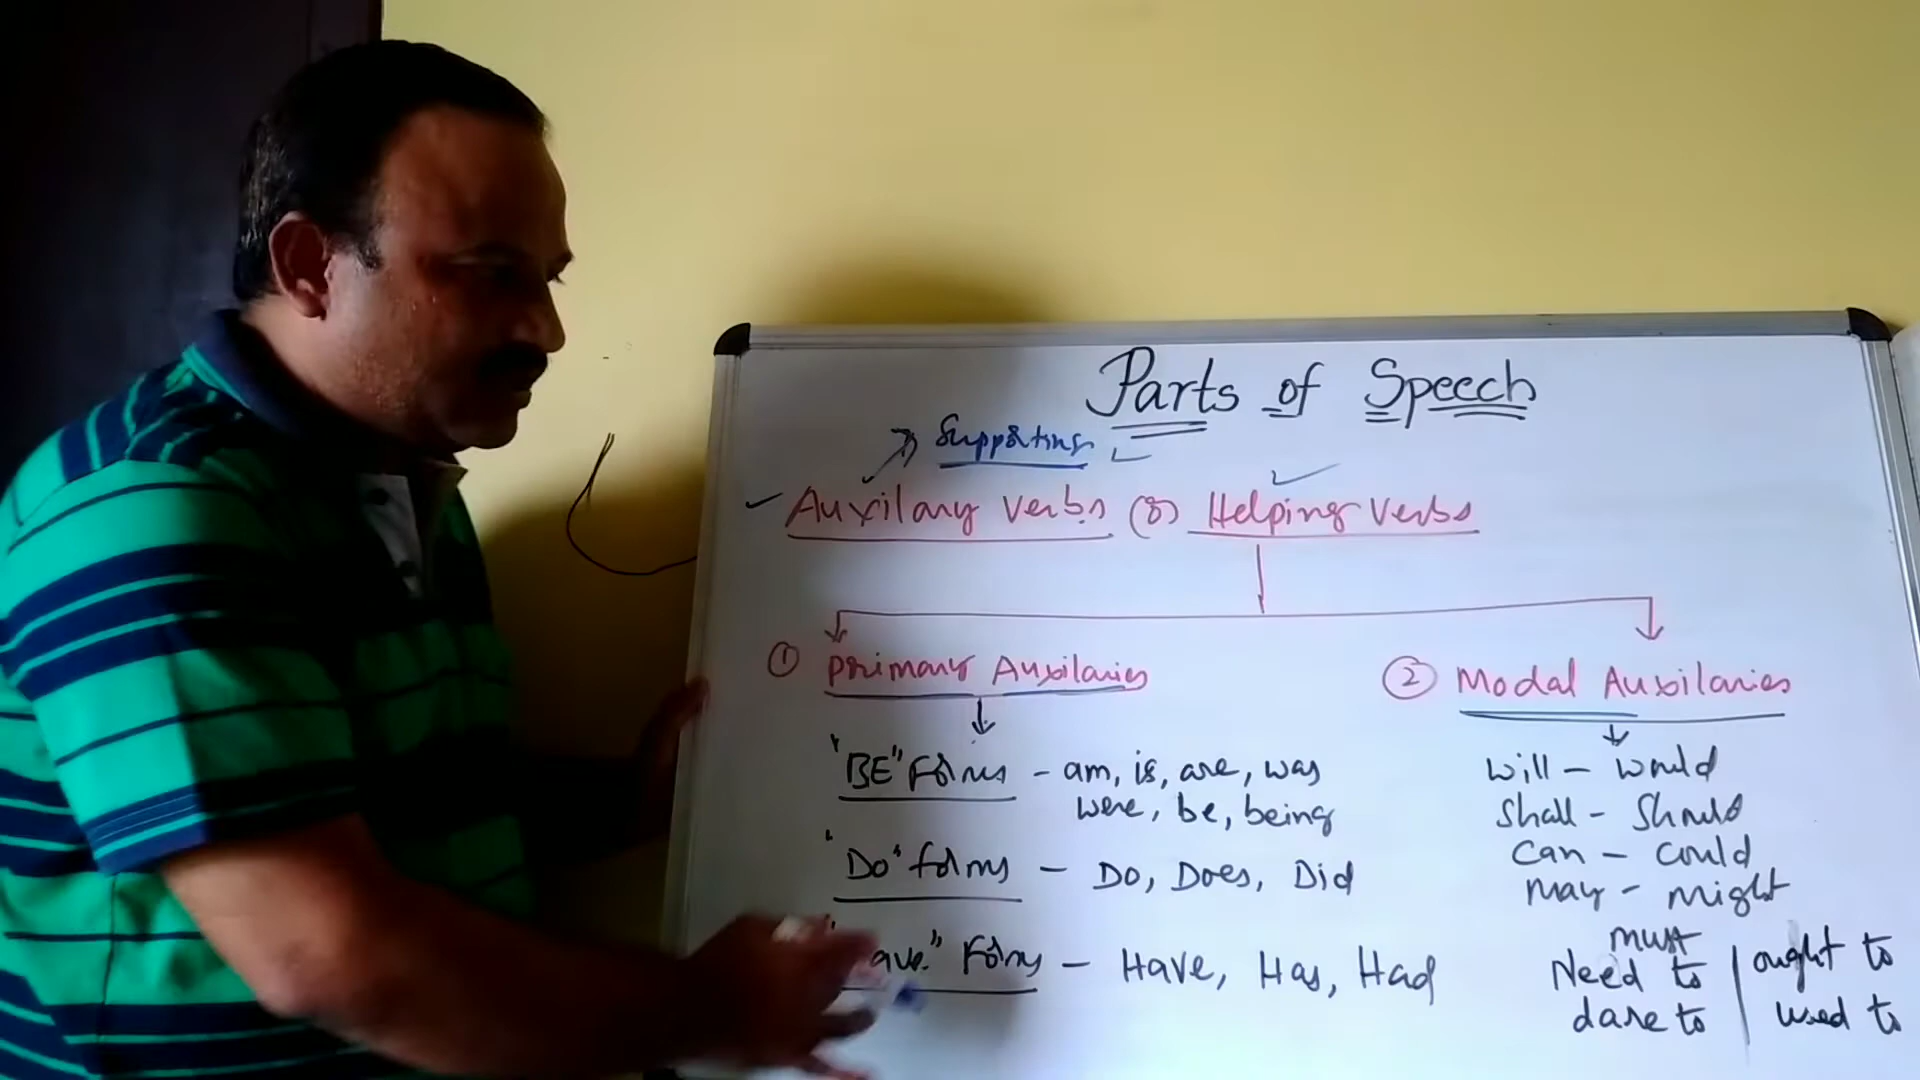 Parts of Speech
Supporting
Auxilary verbs (or) Helping Verbs
① Primary Auxilaries
"BE" Forms - am, is, are, was
were, be, being
"Do" forms - Do, Does, Did
ave" Forms - Have, Has, Had
② Modal Auxilaries
will - would
Shall - Should
Can - Could
May - Might
must
Need to
dare to
ought to
used to